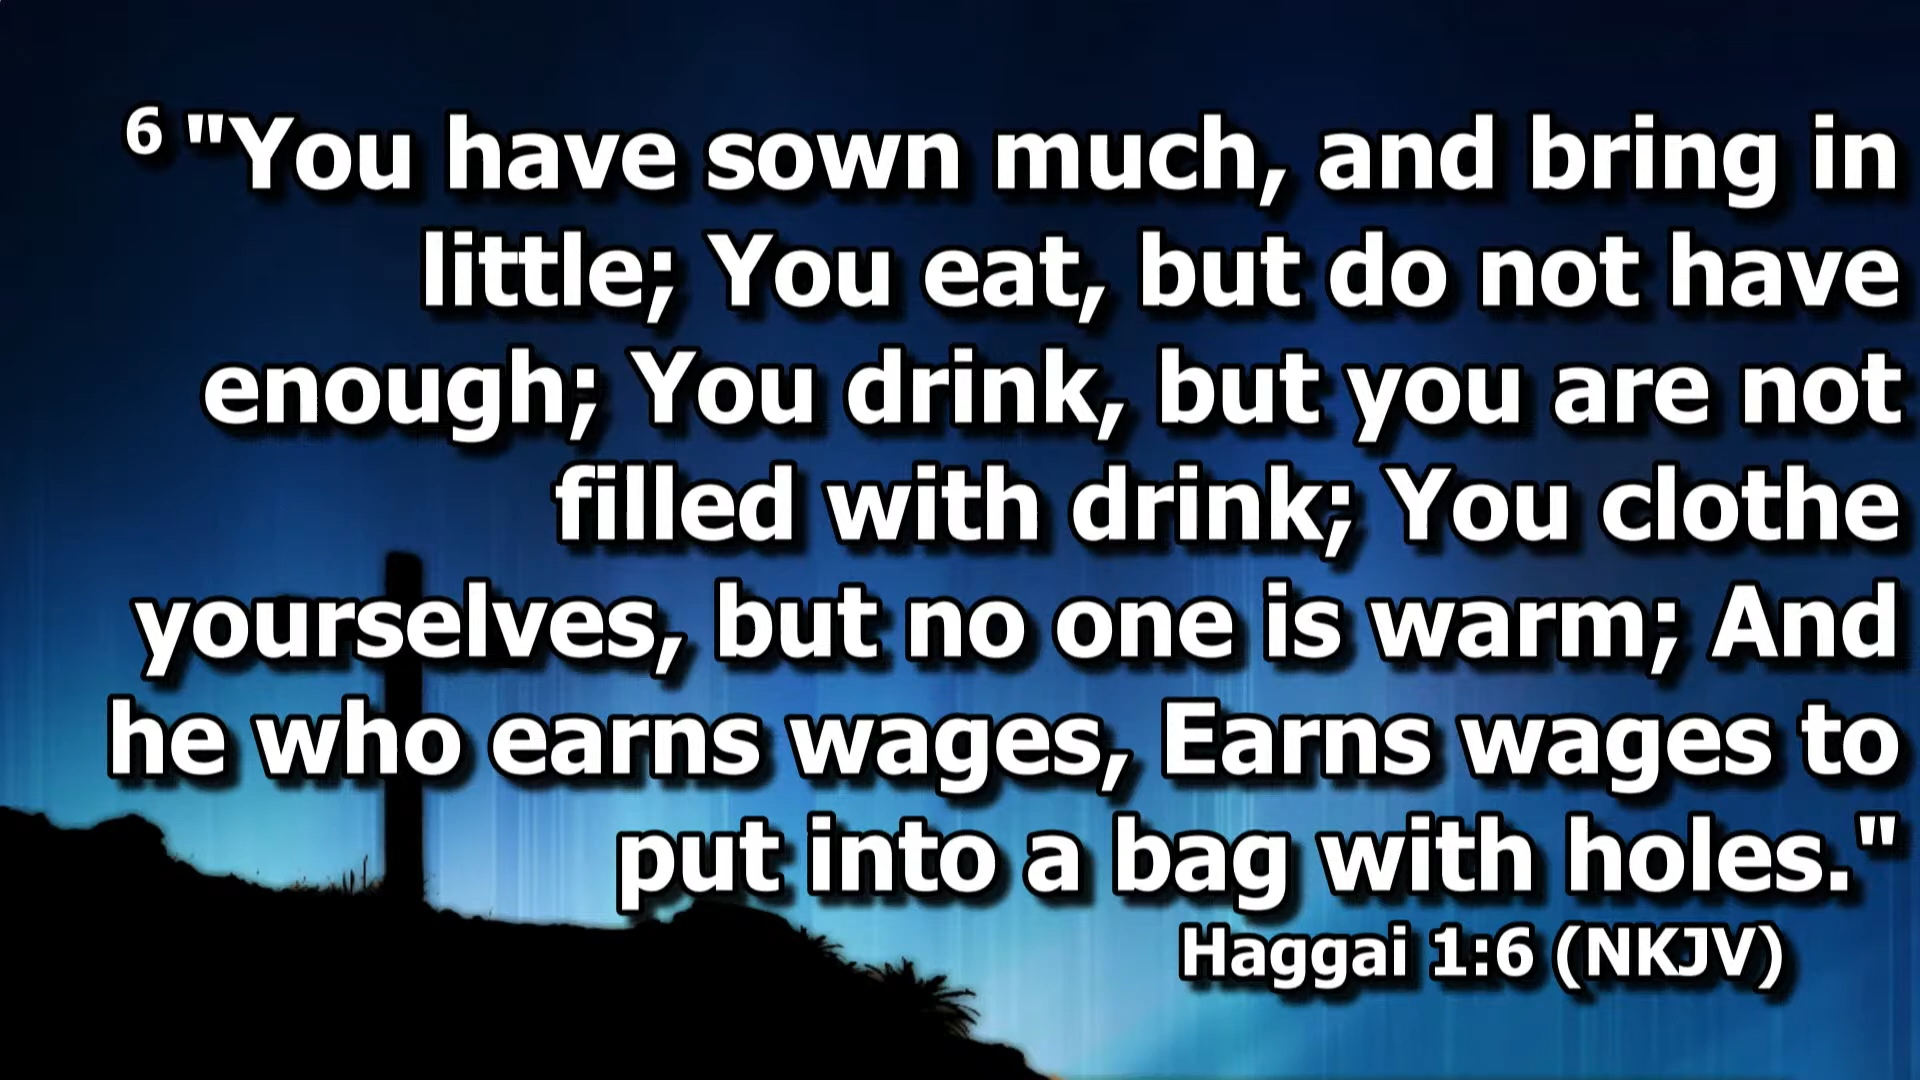 6 "You have sown much, and bring in
little; You eat, but do not have
enough; You drink, but you are not
filled with drink; You clothe
yourselves, but no one is warm; And
he who earns wages, Earns wages to
put into a bag with holes."
Haggai 1:6 (NKJV)